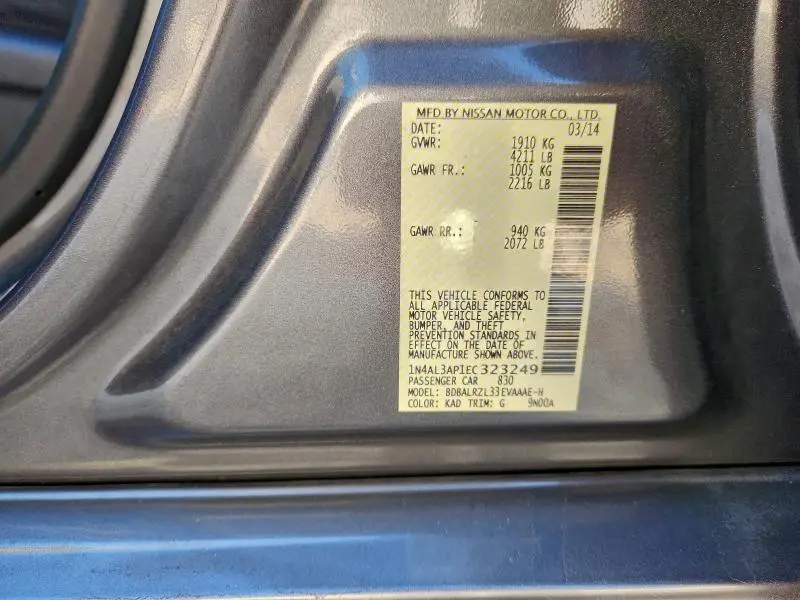 MFD BY NISSAN MOTOR CO., LTD.
DATE: 03/14
GVWR: 1910 KG
4211 LB
GAWR FR.: 1005 KG
2216 LB
GAWR RR.: 940 KG
2072 LB
THIS VEHICLE CONFORMS TO
ALL APPLICABLE FEDERAL
MOTOR VEHICLE SAFETY,
BUMPER, AND THEFT
PREVENTION STANDARDS IN
EFFECT ON THE DATE OF
MANUFACTURE SHOWN ABOVE.
1N4AL3AP1EC323249
PASSENGER CAR 830
MODEL: BDBALRZL33EVAAAE-H
COLOR: KAD TRIM: G 9N00A